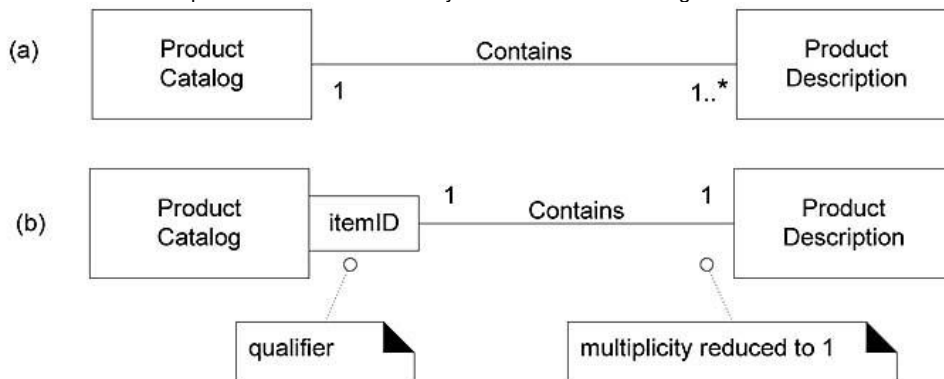 (a)
Product
Catalog
Contains
1
1..*
Product
Description
(b)
Product
Catalog
itemID
1
Contains
1
Product
Description
qualifier
multiplicity reduced to 1